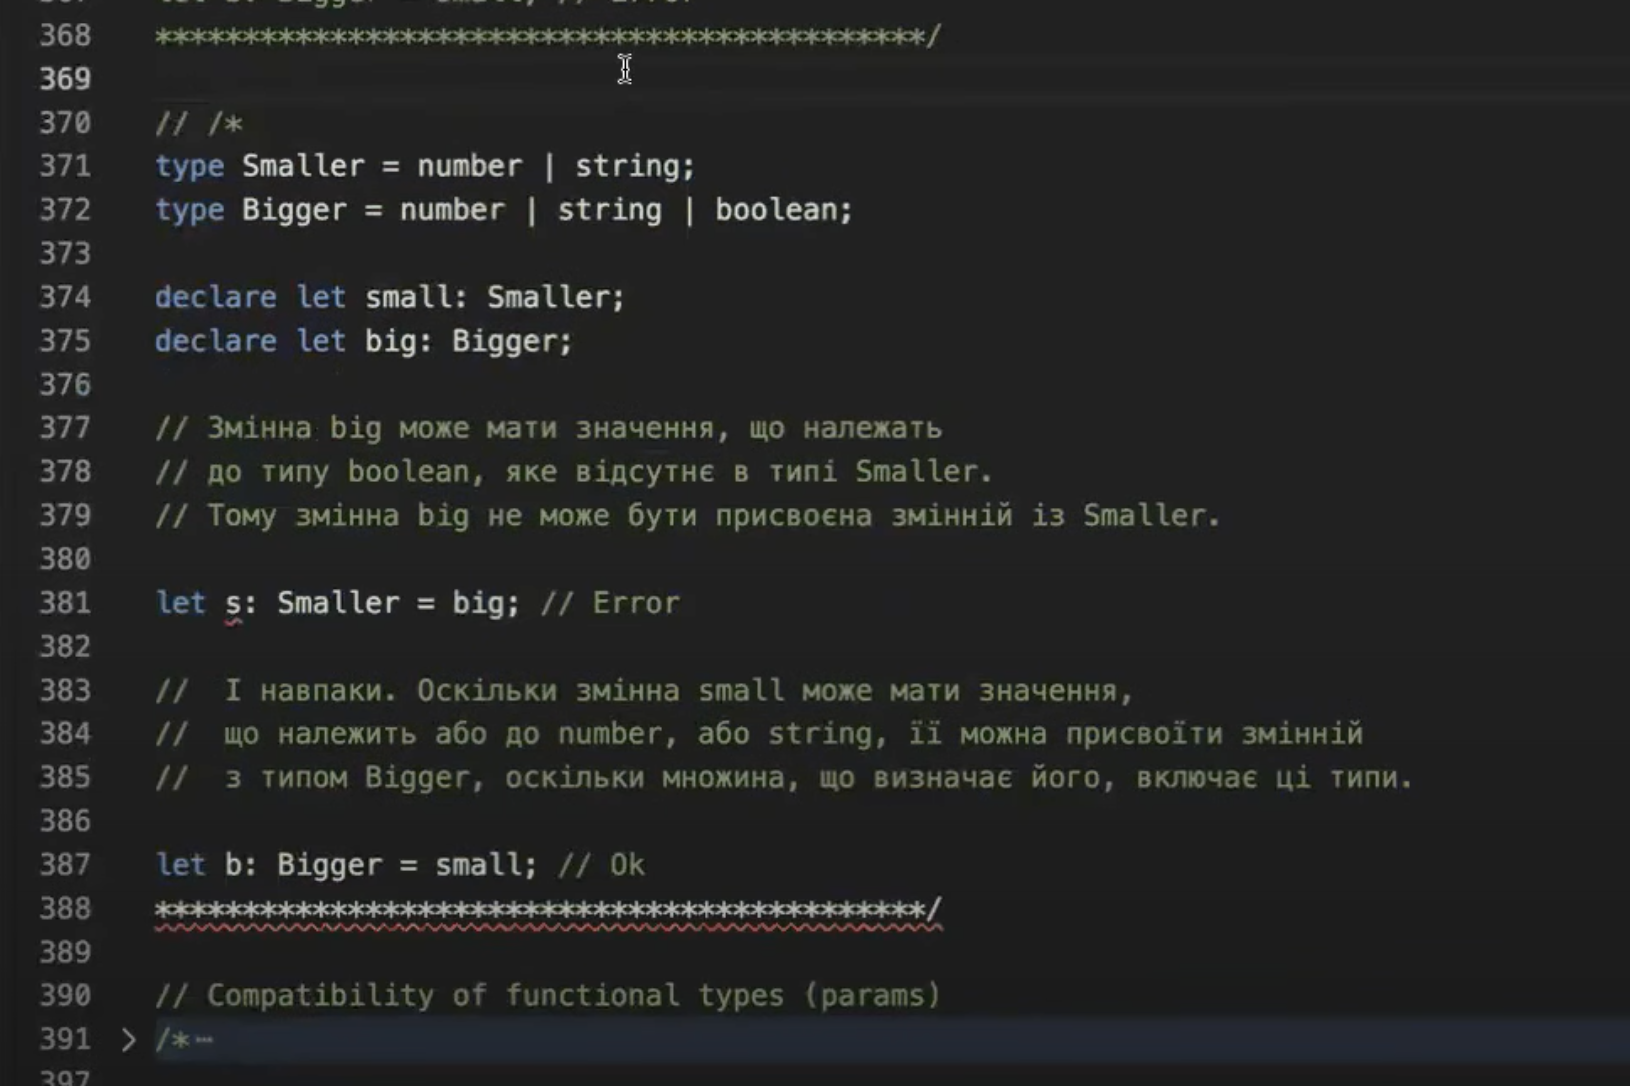 368 ********************************************/
369
370 // /*
371 type Smaller = number | string;
372 type Bigger = number | string | boolean;
373
374 declare let small: Smaller;
375 declare let big: Bigger;
376
377 // Змінна big може мати значення, що належать
378 // до типу boolean, яке відсутнє в типі Smaller.
379 // Тому змінна big не може бути присвоєна змінній із Smaller.
380
381 let s: Smaller = big; // Error
382
383 //  І навпаки. Оскільки змінна small може мати значення,
384 //  що належить або до number, або string, її можна присвоїти змінній
385 //  з типом Bigger, оскільки множина, що визначає його, включає ці типи.
386
387 let b: Bigger = small; // Ok
388 ********************************************/
389
390 // Compatibility of functional types (params)
391 > /*⋯